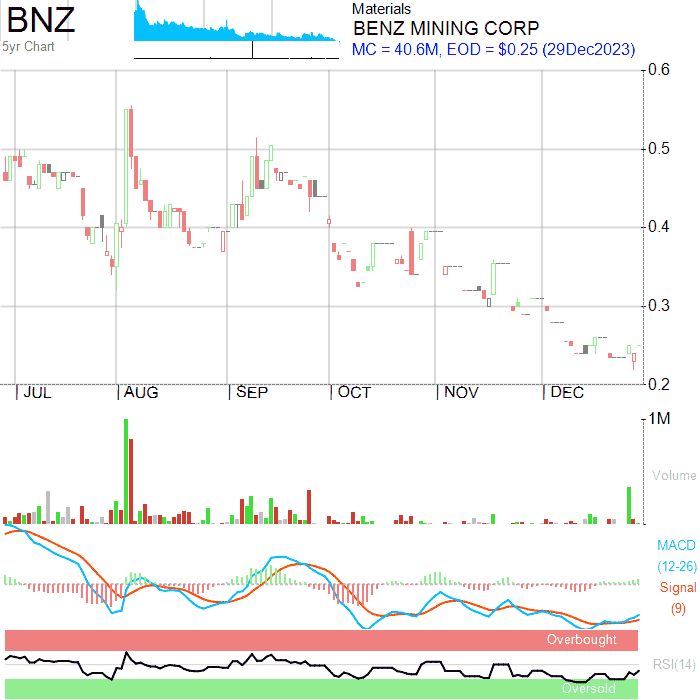 BNZ
5yr Chart
Materials
BENZ MINING CORP
MC = 40.6M, EOD = $0.25 (29Dec2023)
0.6
0.5
0.4
0.3
0.2
JUL AUG SEP OCT NOV DEC
1M
Volume
MACD
(12-26)
Signal
(9)
Overbought
RSI(14)
Oversold